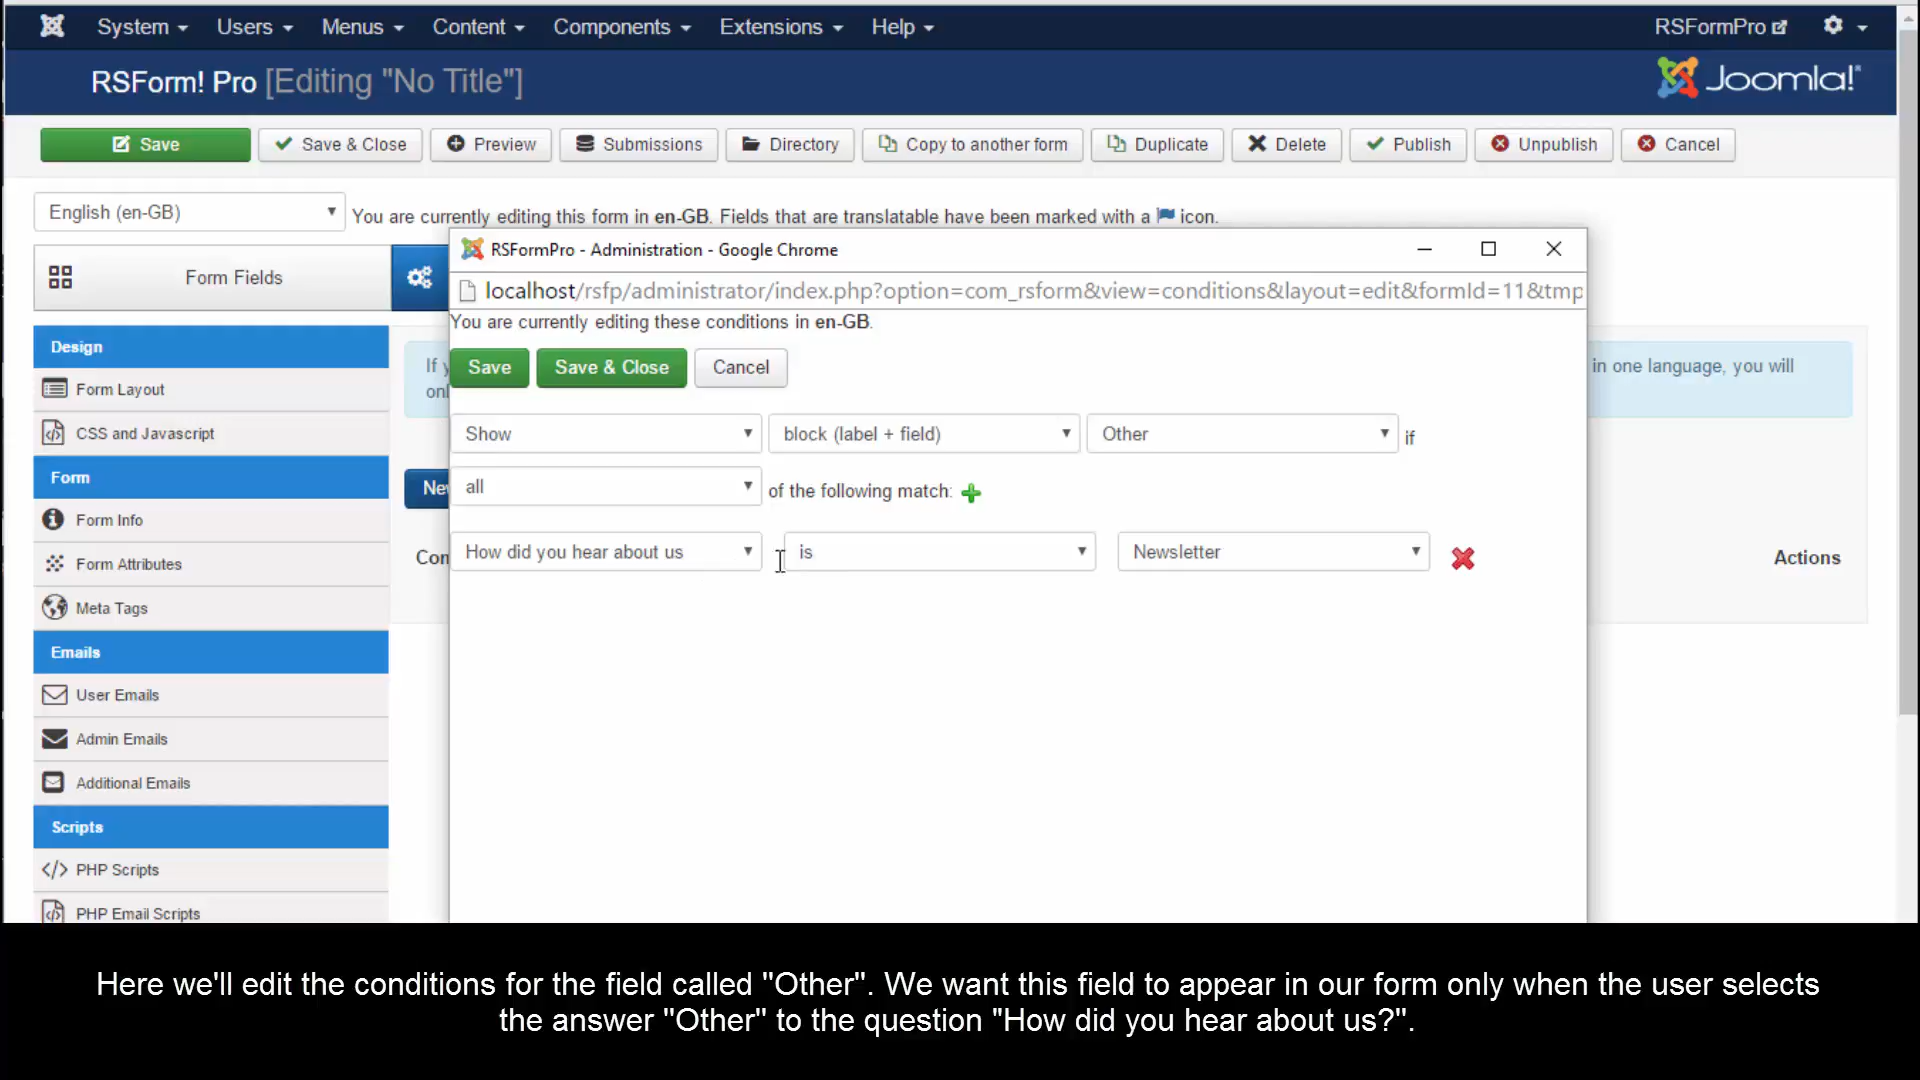 System Users Menus Content Components Extensions Help RSFormPro
RSForm! Pro [Editing "No Title"] Joomla!®
Save Save & Close Preview Submissions Directory Copy to another form Duplicate Delete Publish Unpublish Cancel
English (en-GB) You are currently editing this form in en-GB. Fields that are translatable have been marked with a icon.
Form Fields
Design
Form Layout
CSS and Javascript
Form
Form Info
Form Attributes
Meta Tags
Emails
User Emails
Admin Emails
Additional Emails
Scripts
PHP Scripts
PHP Email Scripts
in one language, you will
Actions
RSFormPro - Administration - Google Chrome
localhost/rsfp/administrator/index.php?option=com_rsform&view=conditions&layout=edit&formId=11&tmp
You are currently editing these conditions in en-GB.
Save Save & Close Cancel
Show block (label + field) Other if
all of the following match:
How did you hear about us is Newsletter
Here we'll edit the conditions for the field called "Other". We want this field to appear in our form only when the user selects
the answer "Other" to the question "How did you hear about us?".